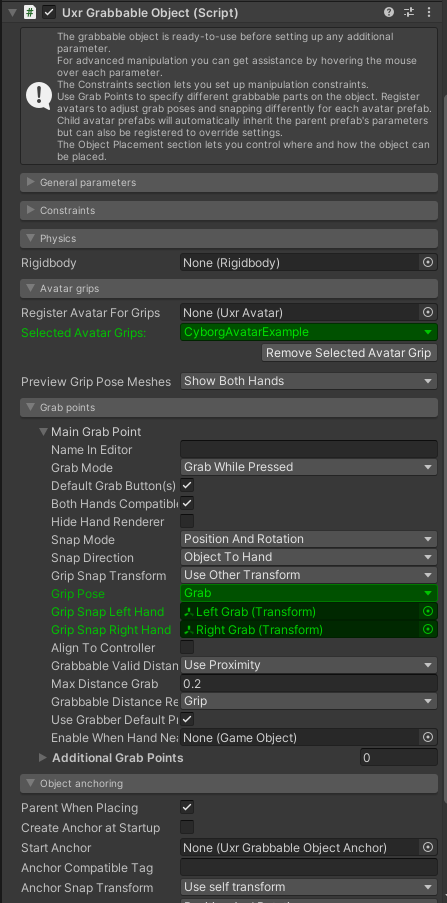 Uxr Grabbable Object (Script)
The grabbable object is ready-to-use before setting up any additional
parameter.
For advanced manipulation you can get assistance by hovering the mouse
over each parameter.
The Constraints section lets you set up manipulation constraints.
Use Grab Points to specify different grabbable parts on the object. Register
avatars to adjust grab poses and snapping differently for each avatar prefab.
Child avatar prefabs will automatically inherit the parent prefab's parameters
but can also be registered to override settings.
The Object Placement section lets you control where and how the object can
be placed.
General parameters
Constraints
Physics
Rigidbody None (Rigidbody)
Avatar grips
Register Avatar For Grips None (Uxr Avatar)
Selected Avatar Grips: CyborgAvatarExample
Remove Selected Avatar Grip
Preview Grip Pose Meshes Show Both Hands
Grab points
Main Grab Point
Name In Editor
Grab Mode Grab While Pressed
Default Grab Button(s)
Both Hands Compatible
Hide Hand Renderer
Snap Mode Position And Rotation
Snap Direction Object To Hand
Grip Snap Transform Use Other Transform
Grip Pose Grab
Grip Snap Left Hand Left Grab (Transform)
Grip Snap Right Hand Right Grab (Transform)
Align To Controller
Grabbable Valid Distan Use Proximity
Max Distance Grab 0.2
Grabbable Distance Re Grip
Use Grabber Default Pr
Enable When Hand Nea None (Game Object)
Additional Grab Points 0
Object anchoring
Parent When Placing
Create Anchor at Startup
Start Anchor None (Uxr Grabbable Object Anchor)
Anchor Compatible Tag
Anchor Snap Transform Use self transform